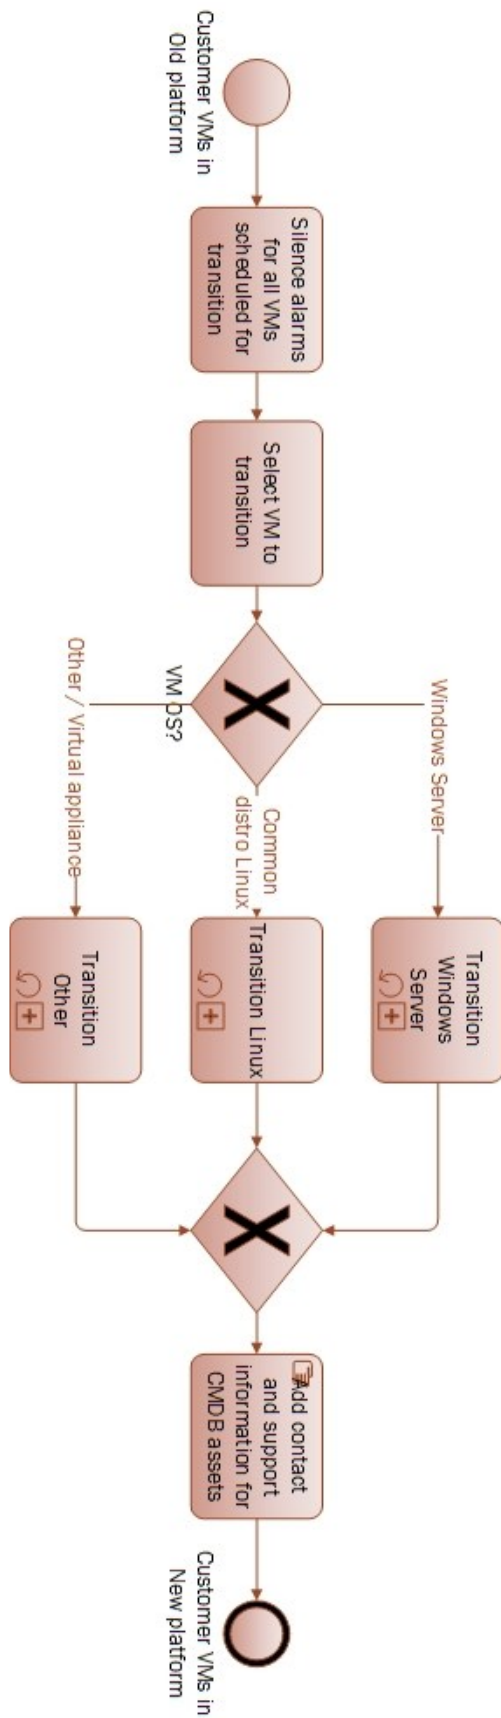 Customer VMs in
Old platform
Silence alarms
for all VMs
scheduled for
transition
Select VM to
transition
VM OS?
Windows Server
Common
distro Linux
Other / Virtual appliance
Transition
Windows
Server
Transition Linux
Transition
Other
Add contact
and support
information for
CMDB assets
Customer VMs in
New platform